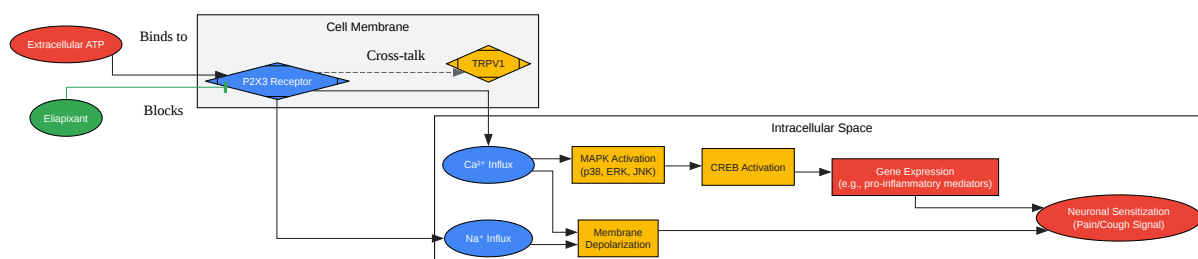 Cell Membrane
Extracellular ATP
Binds to
Cross-talk
TRPV1
P2X3 Receptor
Eliapixant
Blocks
Intracellular Space
Ca²⁺ Influx
MAPK Activation
(p38, ERK, JNK)
CREB Activation
Gene Expression
(e.g., pro-inflammatory mediators)
Neuronal Sensitization
(Pain/Cough Signal)
Na⁺ Influx
Membrane
Depolarization